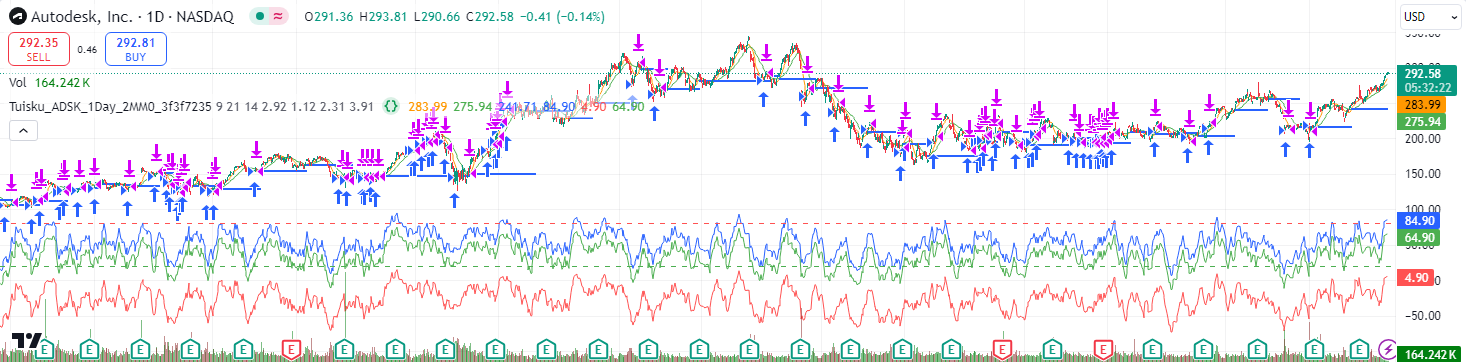 Autodesk, Inc. · 1D · NASDAQ O291.36 H293.81 L290.66 C292.58 −0.41 (−0.14%)
USD
292.35 SELL
0.46
292.81 BUY
Vol 164.242 K
Tuisku_ADSK_1Day_2MM0_3f3f7235 9 21 14 2.92 1.12 2.31 3.91 {} 283.99 275.94 241.71 84.90 4.90 64.90
292.58
05:32:22
283.99
275.94
200.00
150.00
100.00
84.90
64.90
4.90
−50.00
E E E E E E E E E E E E E E E E E E E E E E E E E E E
164.242 K